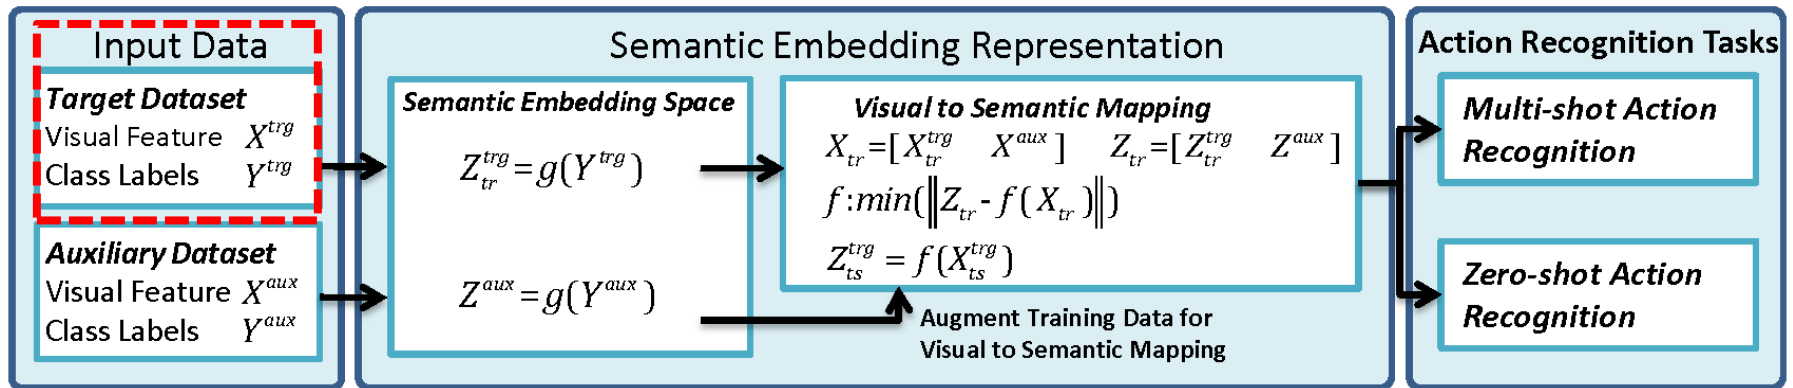 Input Data
Target Dataset
Visual Feature X^trg
Class Labels Y^trg
Auxiliary Dataset
Visual Feature X^aux
Class Labels Y^aux
Semantic Embedding Representation
Semantic Embedding Space
Z_tr^trg=g(Y^trg)
Z^aux=g(Y^aux)
Visual to Semantic Mapping
X_tr=[X_tr^trg X^aux] Z_tr=[Z_tr^trg Z^aux]
f:min(‖Z_tr-f(X_tr)‖)
Z_ts^trg = f(X_ts^trg)
Augment Training Data for
Visual to Semantic Mapping
Action Recognition Tasks
Multi-shot Action
Recognition
Zero-shot Action
Recognition